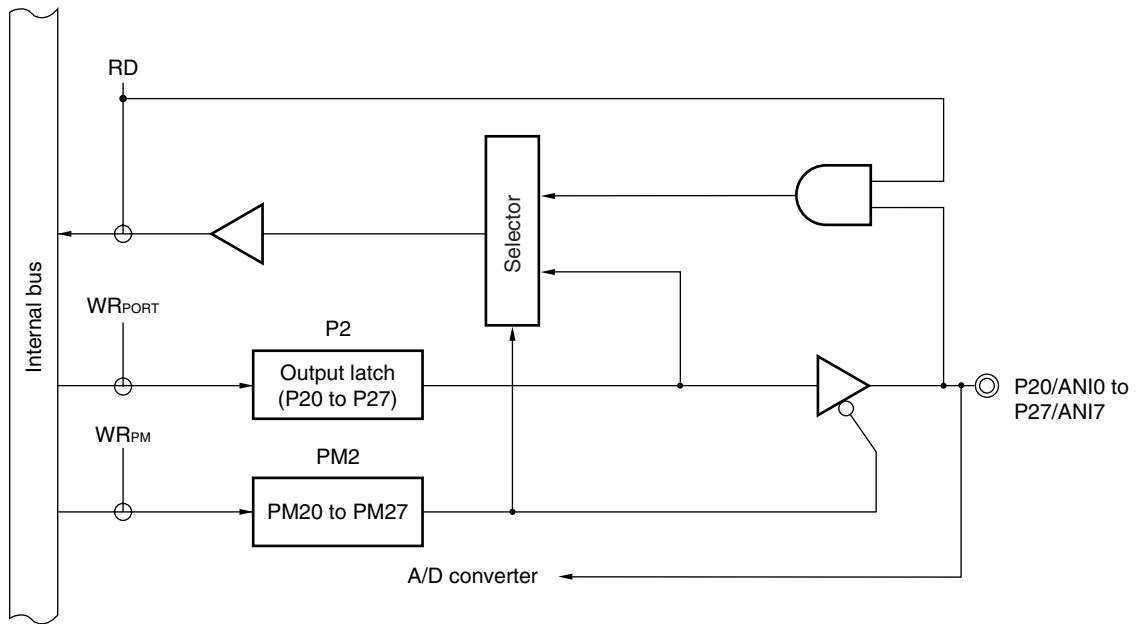 RD
Selector
Internal bus
WRPORT
P2
Output latch
(P20 to P27)
P20/ANI0 to
P27/ANI7
WRPM
PM2
PM20 to PM27
A/D converter